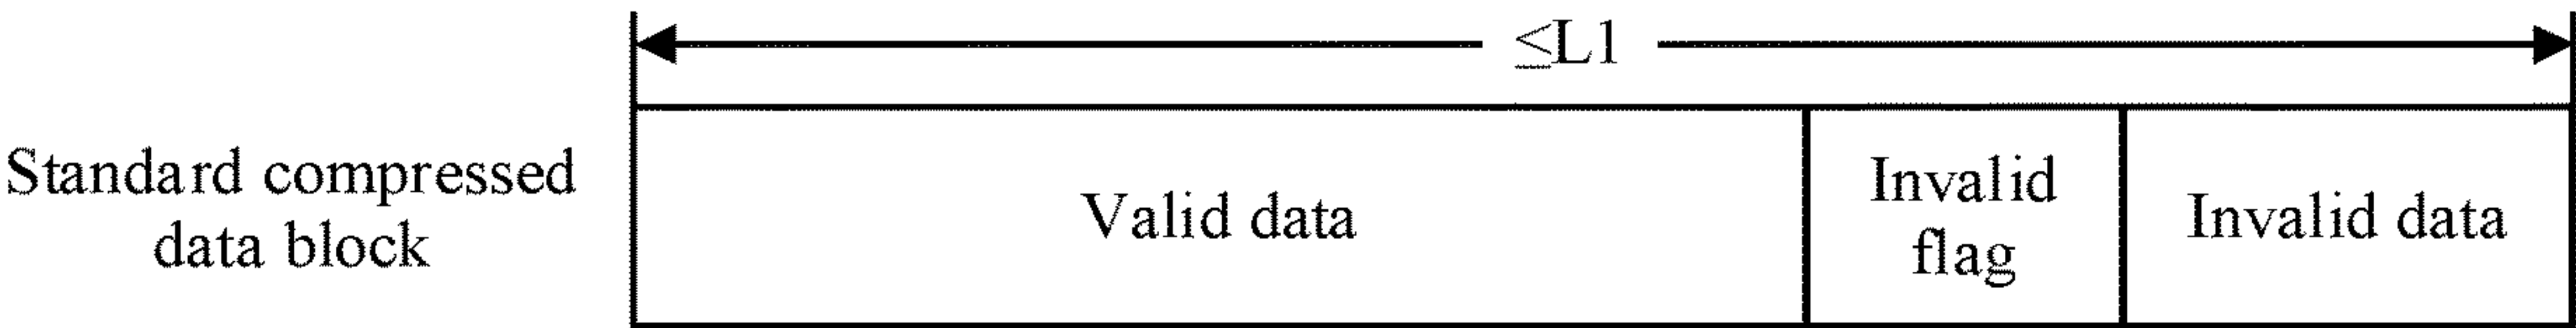 ≤L1
Standard compressed
data block
Valid data
Invalid
flag
Invalid data